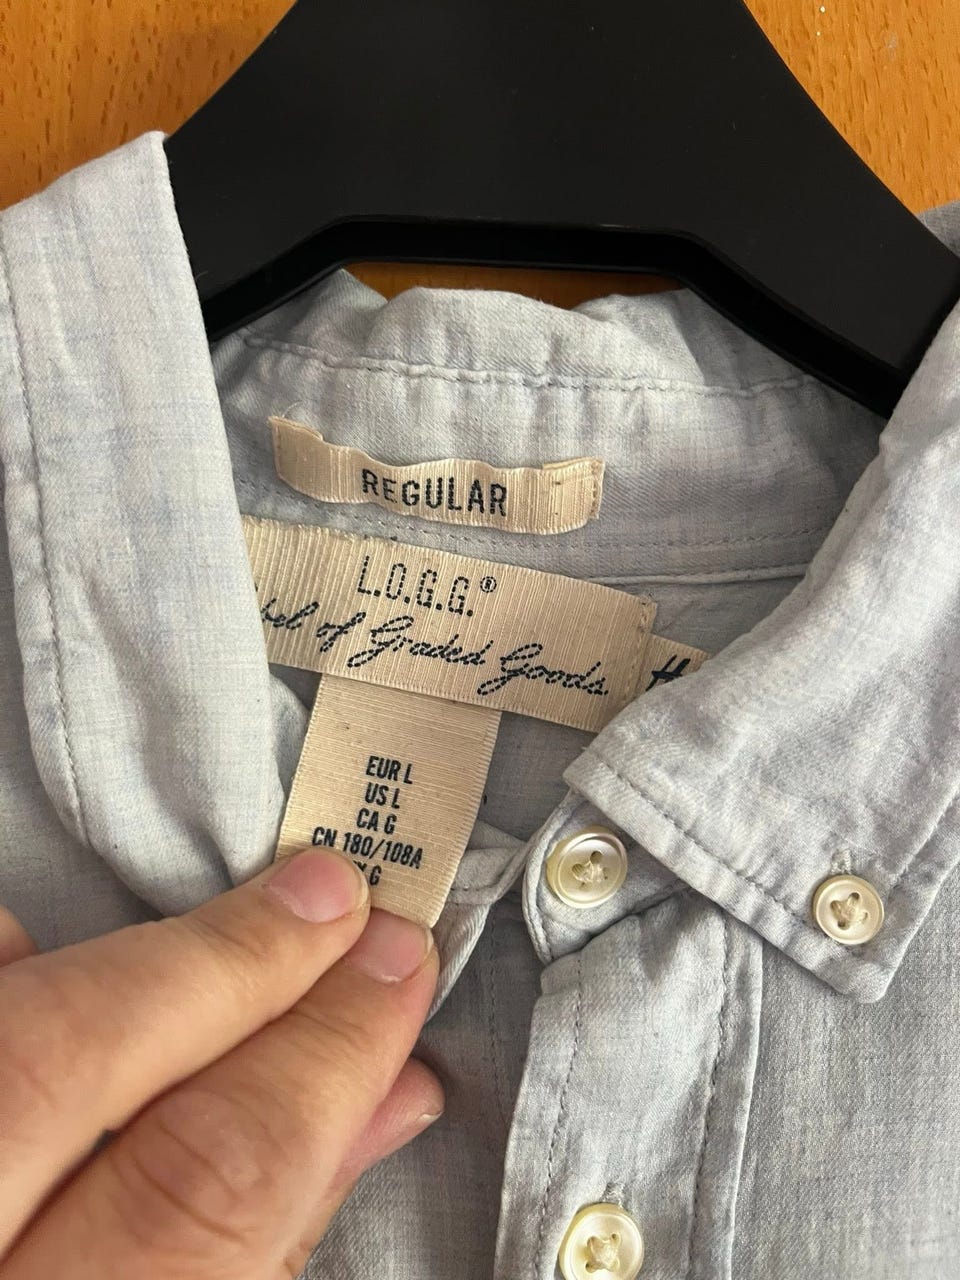 REGULAR
L.O.G.G.®
of Graded Goods.
EUR L
US L
CA G
CN 180/108A
G